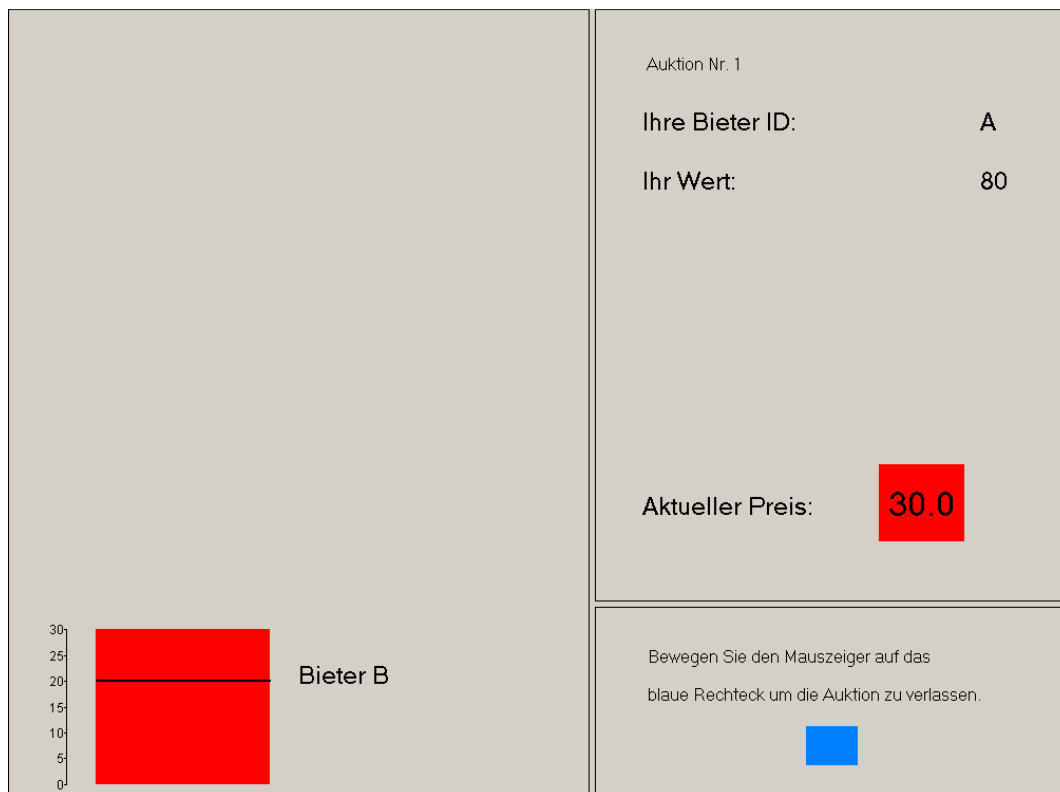 Auktion Nr. 1
Ihre Bieter ID: A
Ihr Wert: 80
Aktueller Preis: 30.0
30
25
20
15
10
5
0
Bieter B
Bewegen Sie den Mauszeiger auf das
blaue Rechteck um die Auktion zu verlassen.